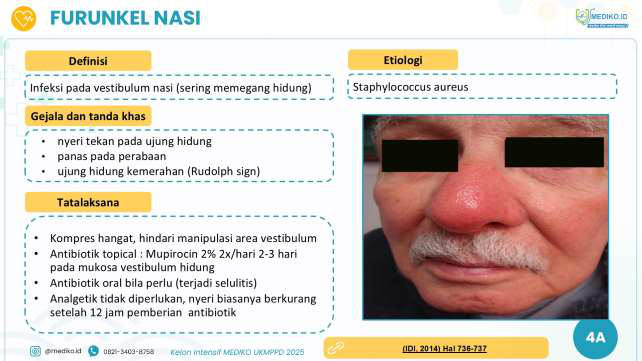 FURUNKEL NASI
MEDIKO.ID
Definisi
Infeksi pada vestibulum nasi (sering memegang hidung)
Gejala dan tanda khas
• nyeri tekan pada ujung hidung
• panas pada perabaan
• ujung hidung kemerahan (Rudolph sign)
Tatalaksana
• Kompres hangat, hindari manipulasi area vestibulum
• Antibiotik topical : Mupirocin 2% 2x/hari 2-3 hari
pada mukosa vestibulum hidung
• Antibiotik oral bila perlu (terjadi selulitis)
• Analgetik tidak diperlukan, nyeri biasanya berkurang
setelah 12 jam pemberian antibiotik
Etiologi
Staphylococcus aureus
4A
@mediko.id
0821-3403-8758
Kelon Intensif MEDIKO UKMPPD 2025
(IDI, 2014) Hal 736-737